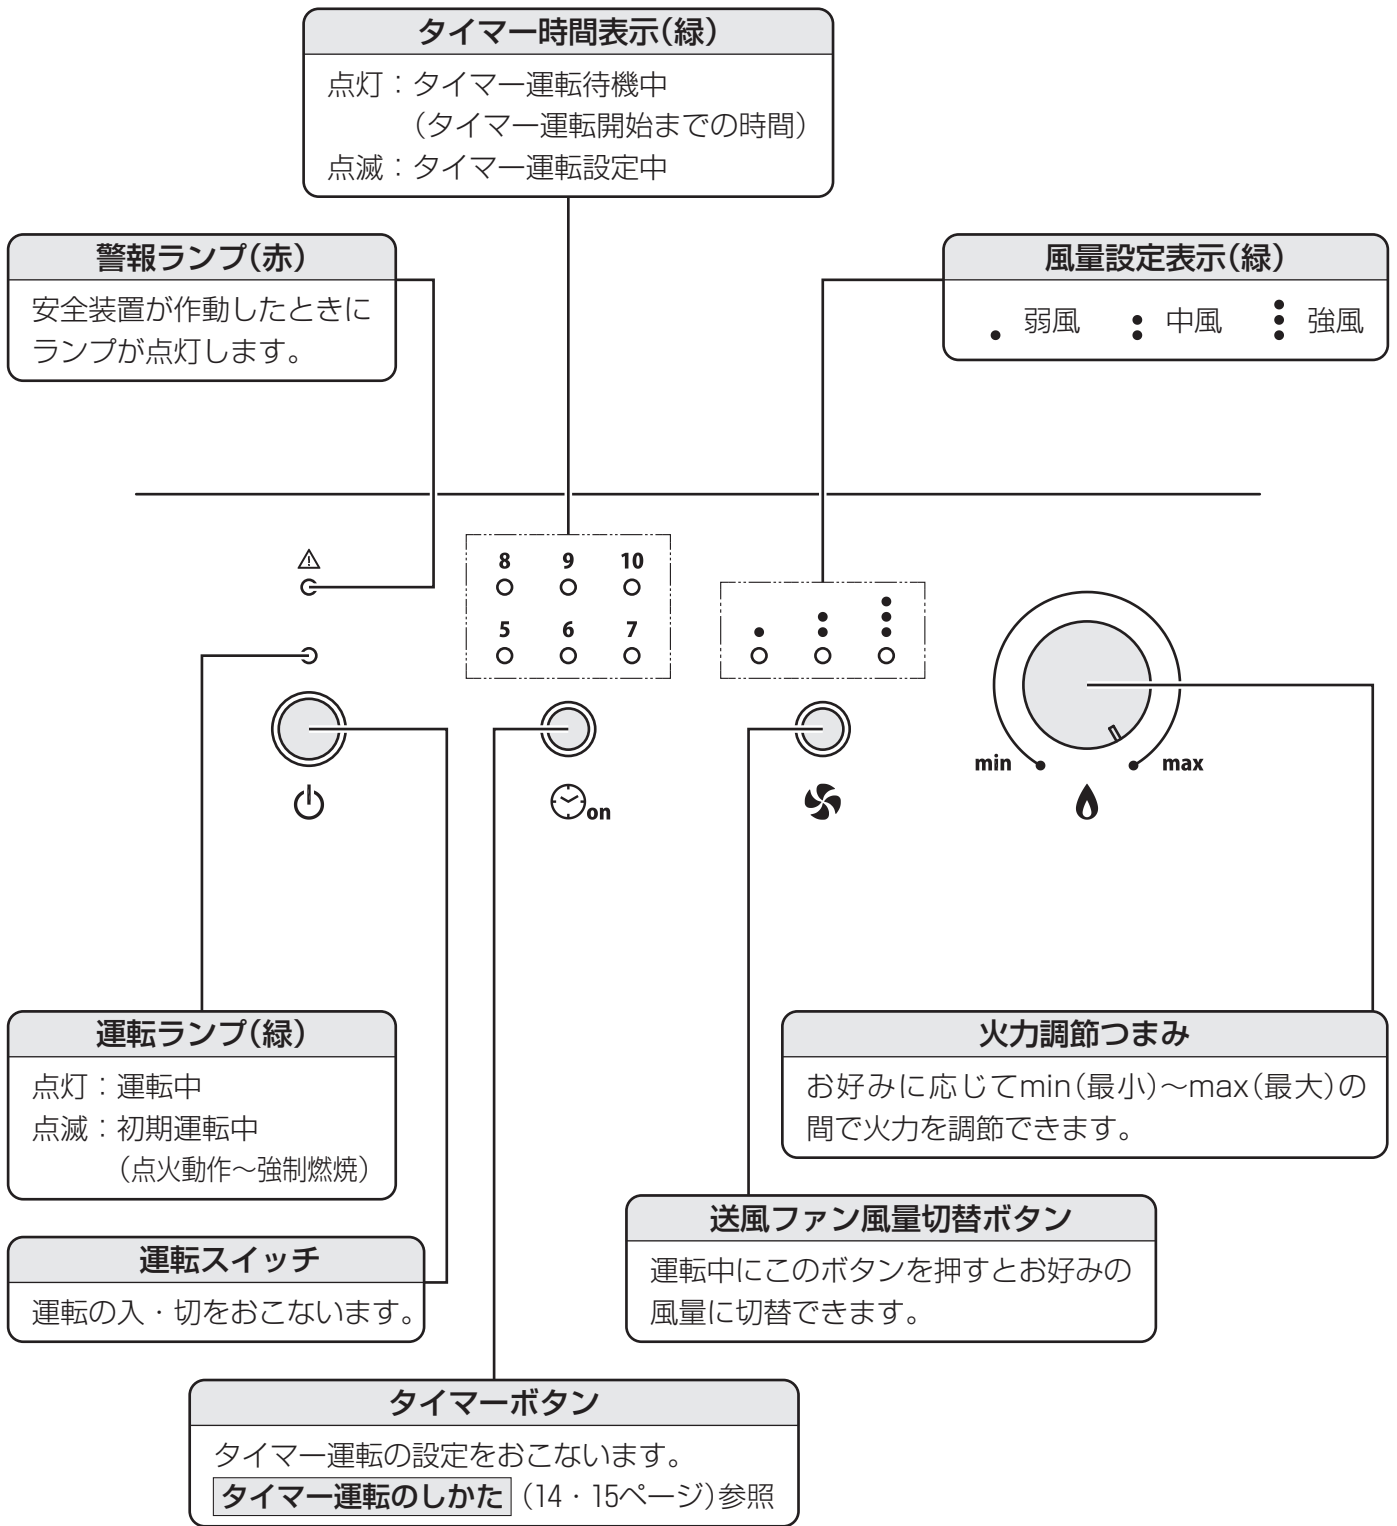 タイマー時間表示(緑)
点灯：タイマー運転待機中
（タイマー運転開始までの時間）
点滅：タイマー運転設定中
警報ランプ(赤)
安全装置が作動したときに
ランプが点灯します。
風量設定表示(緑)
弱風 中風 強風
8 9 10
5 6 7
min max
on
運転ランプ(緑)
点灯：運転中
点滅：初期運転中
（点火動作～強制燃焼）
火力調節つまみ
お好みに応じてmin(最小)～max(最大)の
間で火力を調節できます。
運転スイッチ
運転の入・切をおこないます。
送風ファン風量切替ボタン
運転中にこのボタンを押すとお好みの
風量に切替できます。
タイマーボタン
タイマー運転の設定をおこないます。
タイマー運転のしかた（14・15ページ)参照